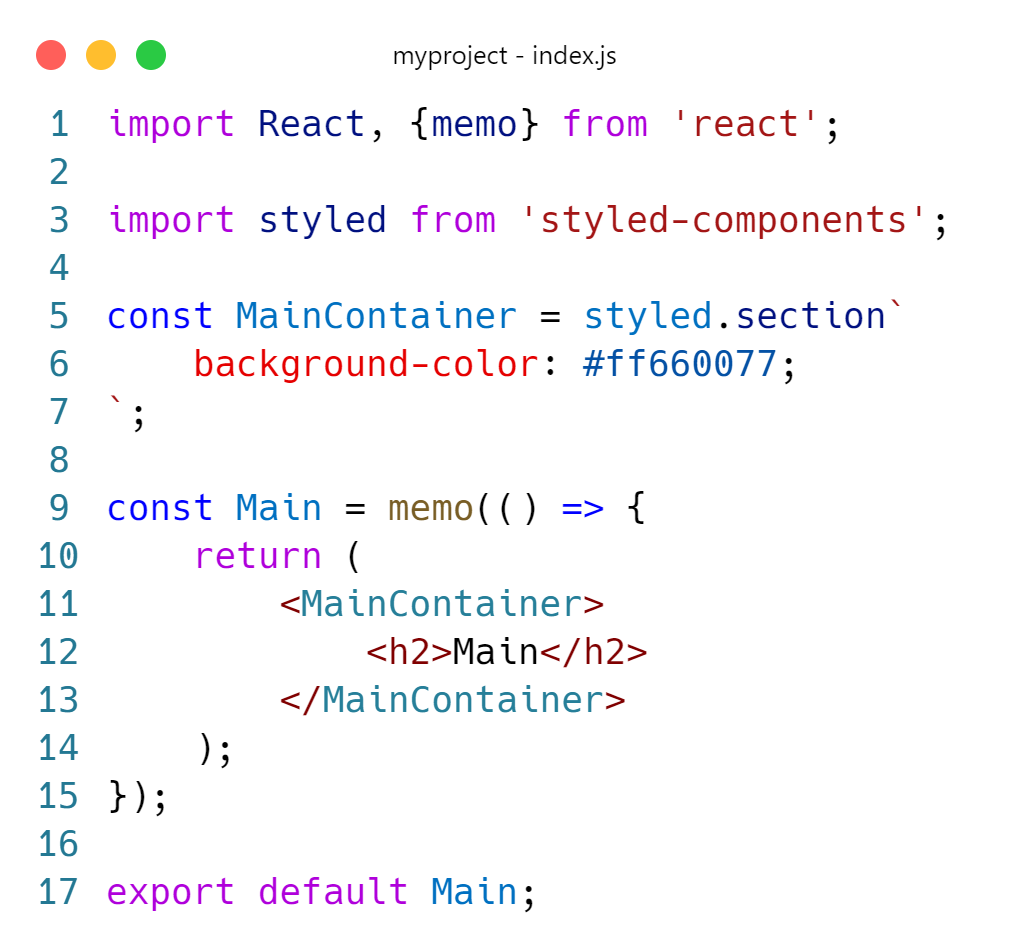 myproject - index.js
1 import React, {memo} from 'react';
2
3 import styled from 'styled-components';
4
5 const MainContainer = styled.section`
6     background-color: #ff660077;
7 `;
8
9 const Main = memo(() => {
10     return (
11         <MainContainer>
12             <h2>Main</h2>
13         </MainContainer>
14     );
15 });
16
17 export default Main;